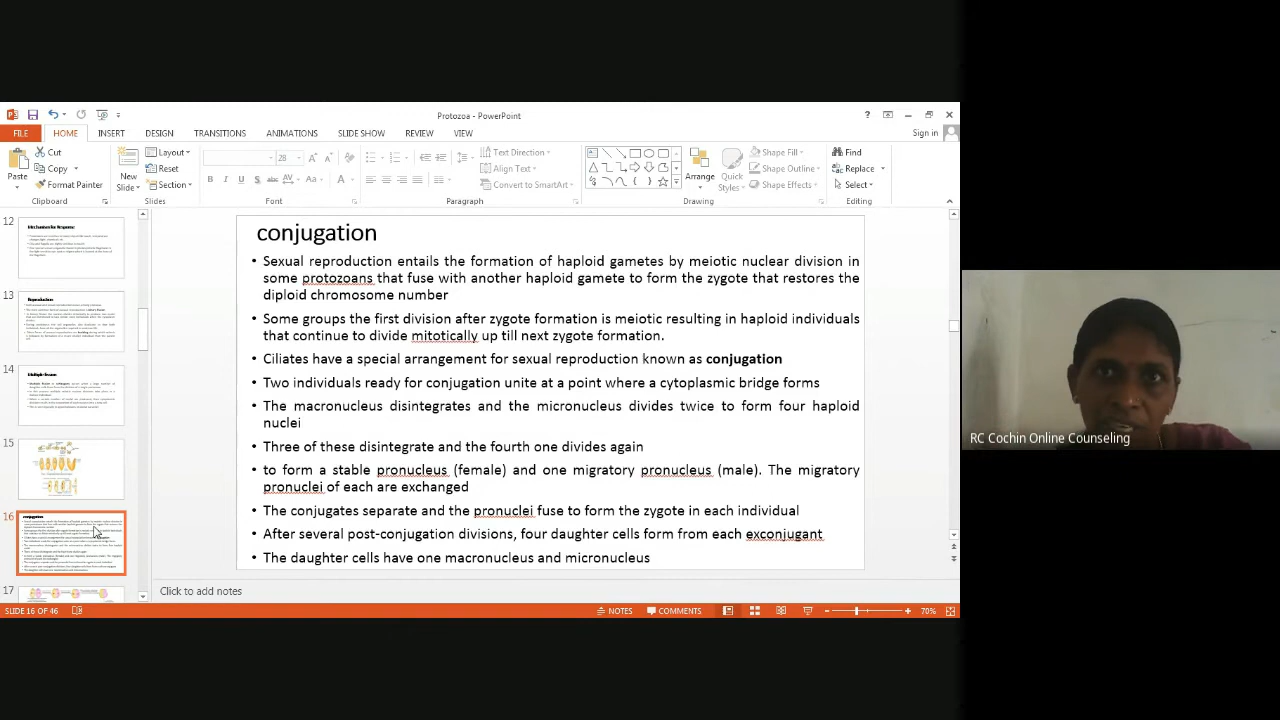 Protozoa - PowerPoint
Sign in
FILE HOME INSERT DESIGN TRANSITIONS ANIMATIONS SLIDE SHOW REVIEW VIEW
Paste Cut
Copy
Format Painter
New Slide
Layout
Reset
Section
28
Text Direction
Align Text
Convert to SmartArt
Arrange
Quick Styles
Shape Fill
Shape Outline
Shape Effects
Find
Replace
Select
Clipboard Slides Font Paragraph Drawing Editing
12
Mechanism for Response
13
Reproduction
14
Multiple fission
15
16
conjugation
17
conjugation
• Sexual reproduction entails the formation of haploid gametes by meiotic nuclear division in
some protozoans that fuse with another haploid gamete to form the zygote that restores the
diploid chromosome number
• Some groups the first division after zygote formation is meiotic resulting in haploid individuals
that continue to divide mitotically up till next zygote formation.
• Ciliates have a special arrangement for sexual reproduction known as conjugation
• Two individuals ready for conjugation unite at a point where a cytoplasmic bridge forms
• The macronucleus disintegrates and the micronucleus divides twice to form four haploid
nuclei
• Three of these disintegrate and the fourth one divides again
• to form a stable pronucleus (female) and one migratory pronucleus (male). The migratory
pronuclei of each are exchanged
• The conjugates separate and the pronuclei fuse to form the zygote in each individual
• After several post-conjugation fission, four daughter cells form from each exconjugant
• The daughter cells have one macronucleus and micronucleus
Click to add notes
SLIDE 16 OF 46 NOTES COMMENTS 70%
RC Cochin Online Counseling